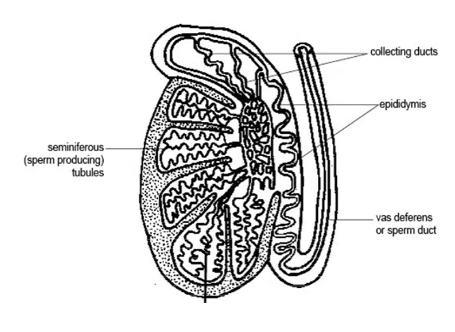 collecting ducts
epididymis
seminiferous
(sperm producing)
tubules
vas deferens
or sperm duct